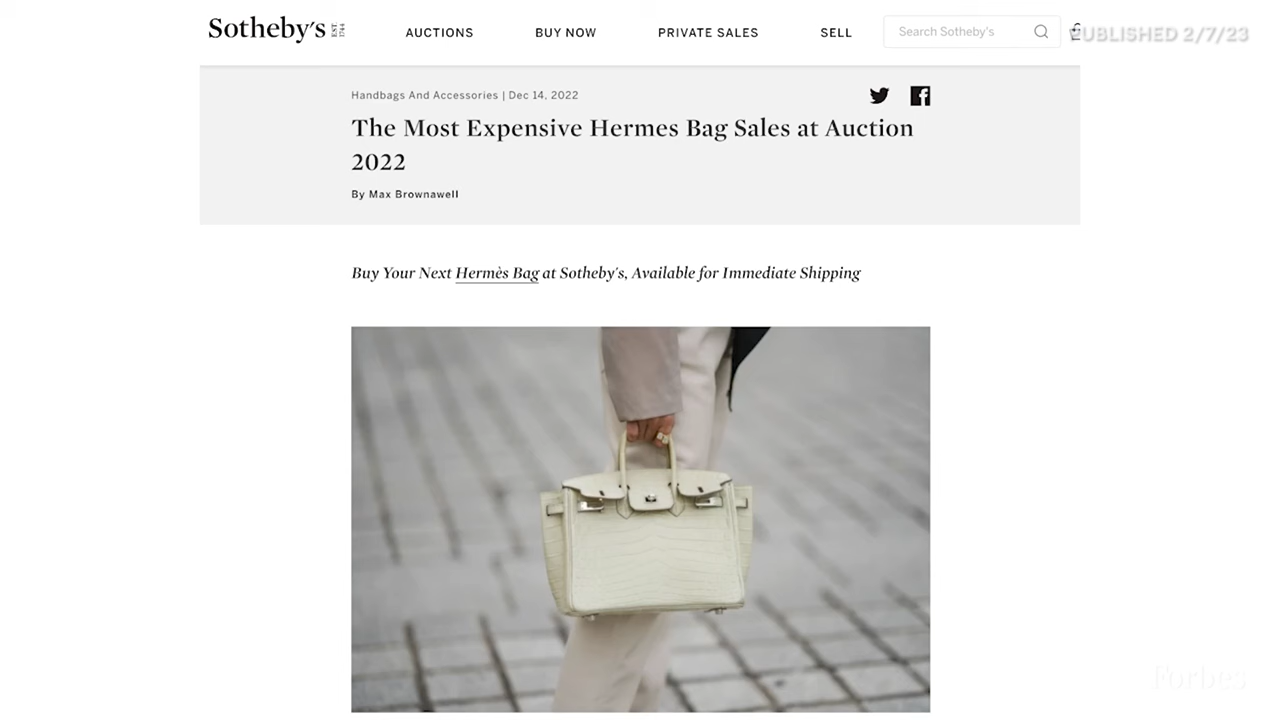 Sotheby's EST. 1744
AUCTIONS
BUY NOW
PRIVATE SALES
SELL
Search Sotheby's
PUBLISHED 2/7/23
Handbags And Accessories | Dec 14, 2022
The Most Expensive Hermes Bag Sales at Auction
2022
By Max Brownawell
Buy Your Next Hermès Bag at Sotheby's, Available for Immediate Shipping
Forbes